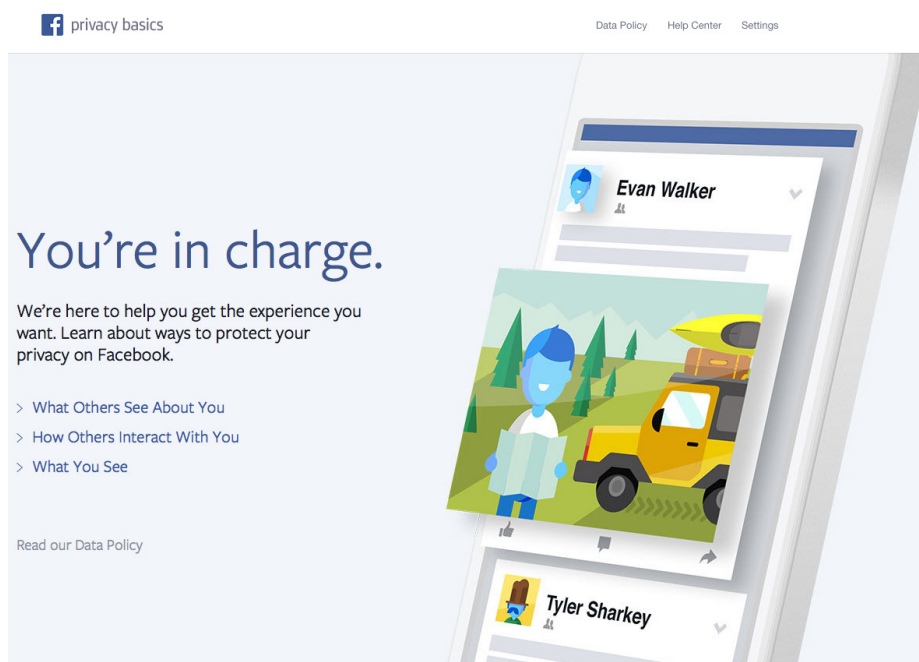 privacy basics
Data Policy Help Center Settings
You're in charge.
We're here to help you get the experience you
want. Learn about ways to protect your
privacy on Facebook.
> What Others See About You
> How Others Interact With You
> What You See
Read our Data Policy
Evan Walker
Tyler Sharkey